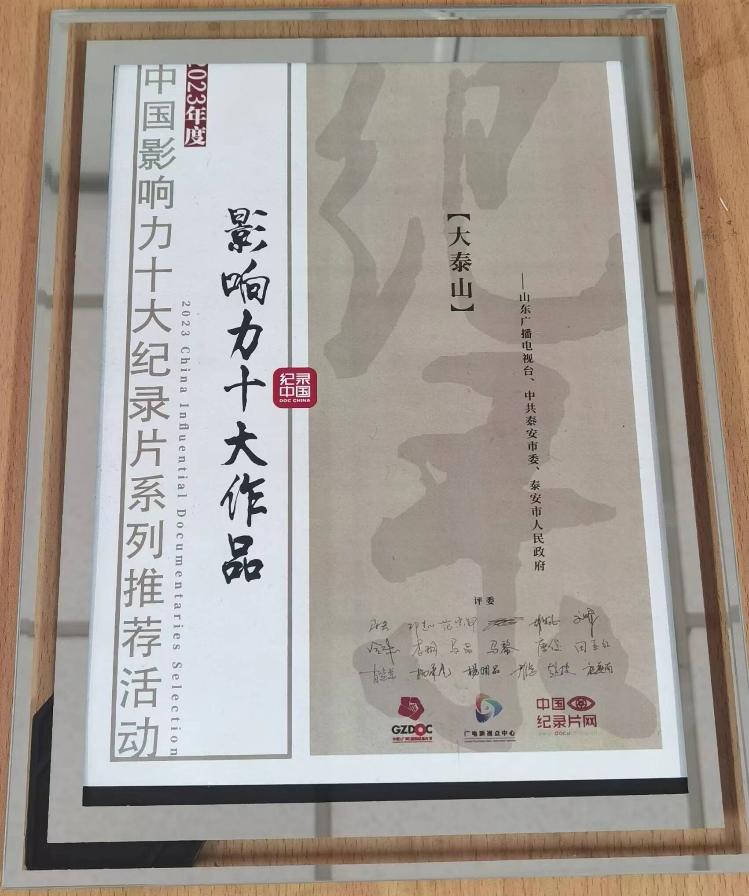 2023年度
中国影响力十大纪录片系列推荐活动
2023 China Influential Documentaries Selection
影响力十大作品
纪录
中国
DOC CHINA
【大泰山】
——山东广播电视台、中共泰安市委、泰安市人民政府
评委
GZDOC
广电新视点中心
中国
纪录片网